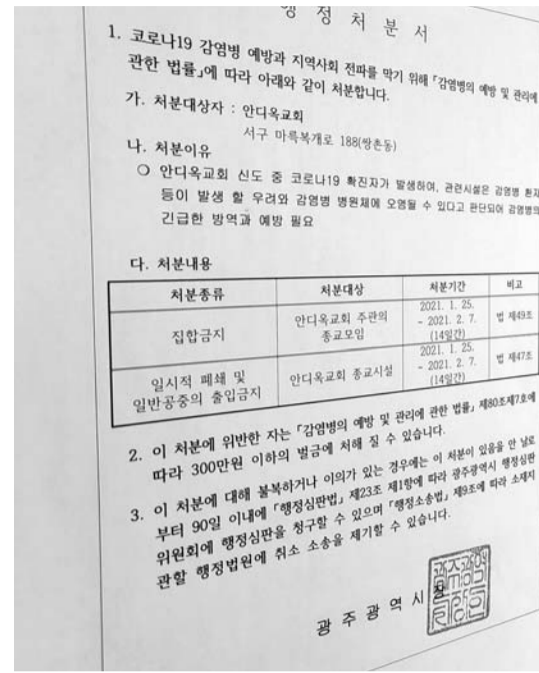 행 정 처 분 서
1. 코로나19 감염병 예방과 지역사회 전파를 막기 위해 「감염병의 예방 및 관리에
관한 법률」에 따라 아래와 같이 처분합니다.
가. 처분대상자 : 안디옥교회
서구 마륵복개로 188(쌍촌동)
나. 처분이유
○ 안디옥교회 신도 중 코로나19 확진자가 발생하여, 관련시설은 감염병 환자
등이 발생 할 우려와 감염병 병원체에 오염될 수 있다고 판단되어 감염병의
긴급한 방역과 예방 필요
다. 처분내용
처분종류 처분대상 처분기간 비고
집합금지 안디옥교회 주관의 종교모임 2021. 1. 25. - 2021. 2. 7. (14일간) 법 제49조
일시적 폐쇄 및 일반공중의 출입금지 안디옥교회 종교시설 2021. 1. 25. - 2021. 2. 7. (14일간) 법 제47조
2. 이 처분에 위반한 자는 「감염병의 예방 및 관리에 관한 법률」 제80조제7호에
따라 300만원 이하의 벌금에 처해 질 수 있습니다.
3. 이 처분에 대해 불복하거나 이의가 있는 경우에는 이 처분이 있음을 안 날로
부터 90일 이내에 「행정심판법」 제23조 제1항에 따라 광주광역시 행정심판
위원회에 행정심판을 청구할 수 있으며 「행정소송법」 제9조에 따라 소재지
관할 행정법원에 취소 소송을 제기할 수 있습니다.
광 주 광 역 시 장